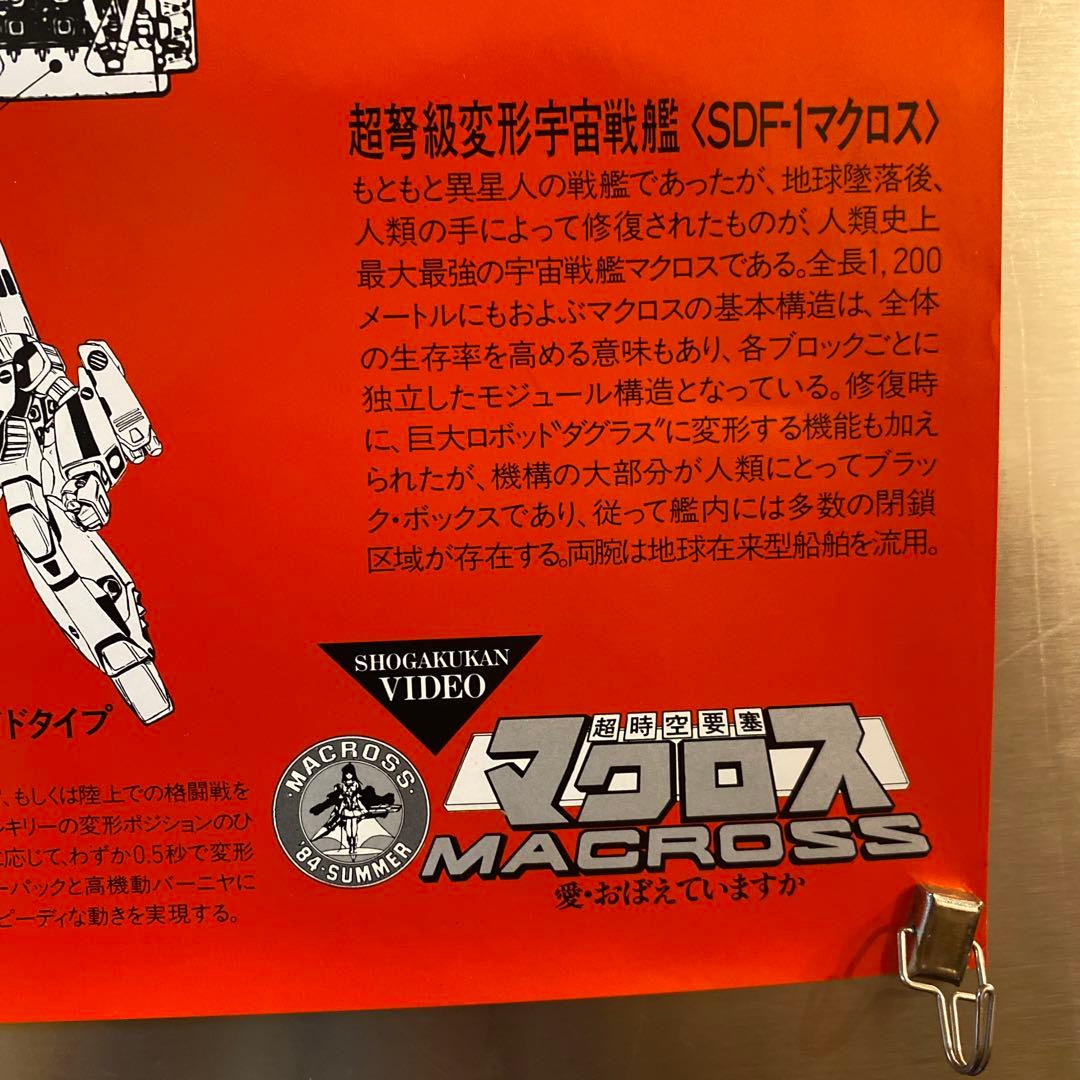 超弩級変形宇宙戦艦〈SDF-1マクロス〉
もともと異星人の戦艦であったが、地球墜落後、
人類の手によって修復されたものが、人類史上
最大最強の宇宙戦艦マクロスである。全長1,200
メートルにもおよぶマクロスの基本構造は、全体
の生存率を高める意味もあり、各ブロックごとに
独立したモジュール構造となっている。修復時
に、巨大ロボッド〝ダグラス〟に変形する機能も加え
られたが、機構の大部分が人類にとってブラッ
ク・ボックスであり、従って艦内には多数の閉鎖
区域が存在する。両腕は地球在来型船舶を流用。
ドタイプ
、もしくは陸上での格闘戦を
ルキリーの変形ポジションのひ
に応じて、わずか0.5秒で変形
ーパックと高機動バーニヤに
ピーディな動きを実現する。
SHOGAKUKAN
VIDEO
MACROSS
'84・SUMMER
超時空要塞
マクロス
MACROSS
愛・おぼえていますか